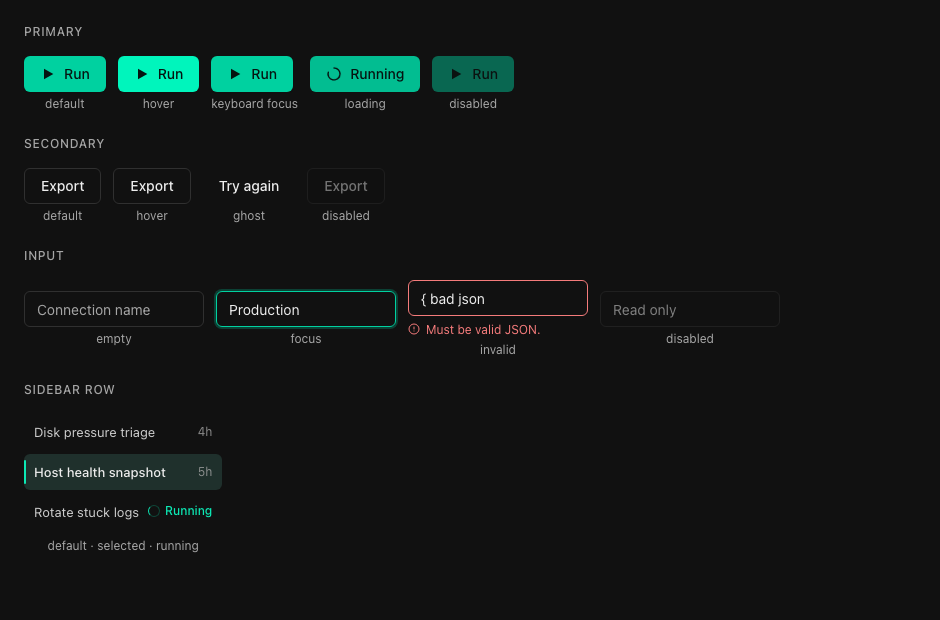 PRIMARY
Run Run Run Running Run
default hover keyboard focus loading disabled
SECONDARY
Export Export Try again Export
default hover ghost disabled
INPUT
Connection name Production { bad json Read only
Must be valid JSON.
empty focus invalid disabled
SIDEBAR ROW
Disk pressure triage 4h
Host health snapshot 5h
Rotate stuck logs Running
default · selected · running